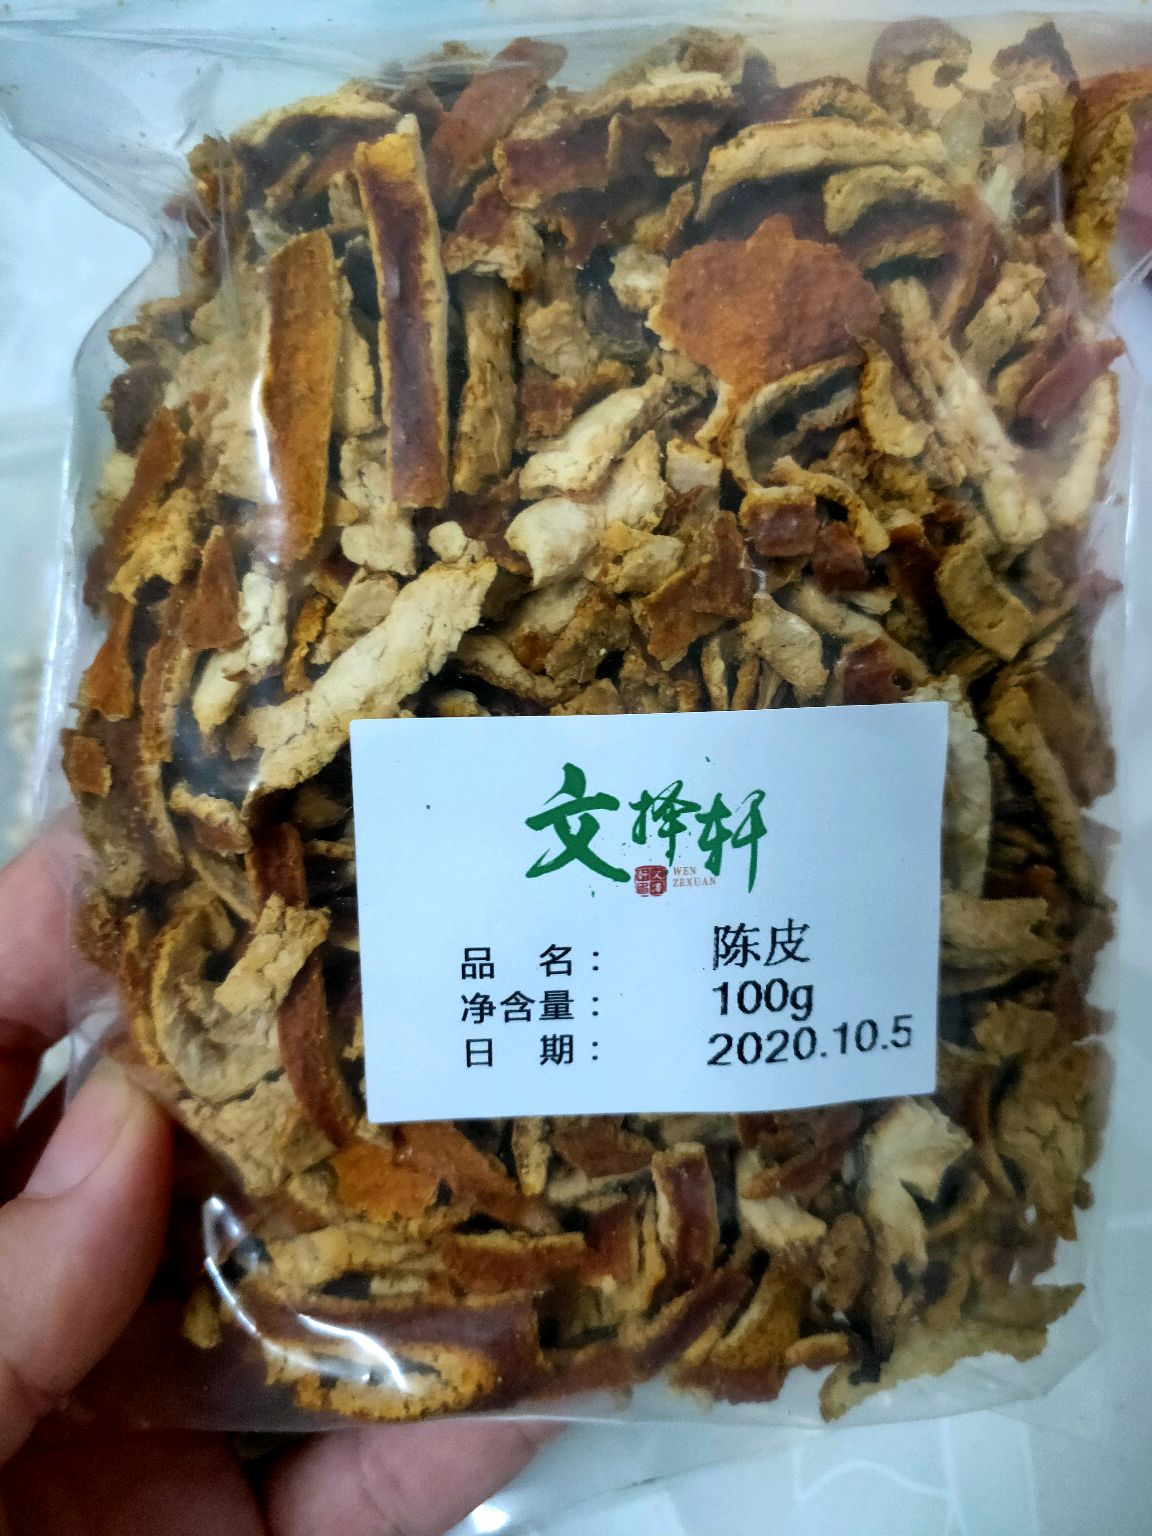 文择轩
WEN
ZEXUAN
品 名： 陈皮
净含量： 100g
日 期： 2020.10.5